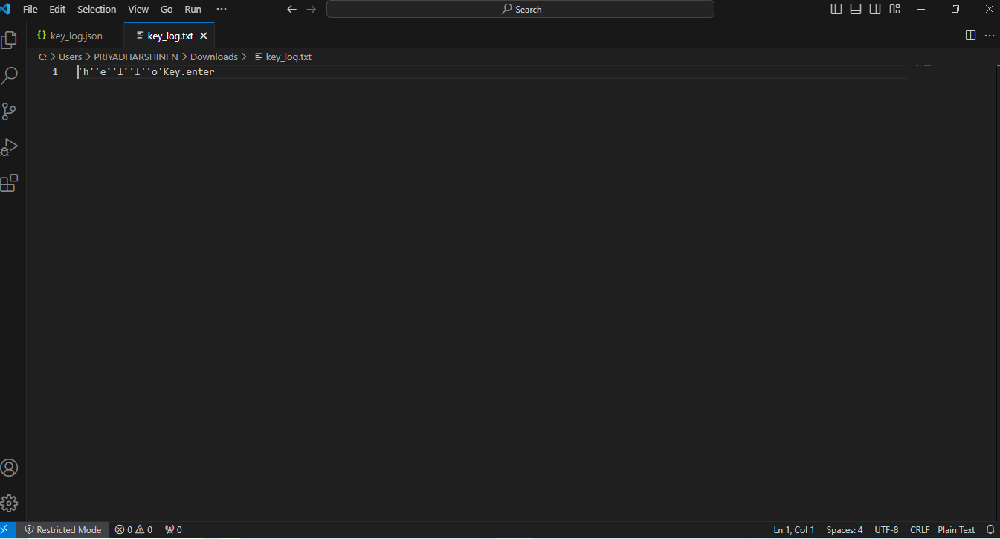 File Edit Selection View Go Run ··· Search
key_log.json key_log.txt
C: > Users > PRIYADHARSHINI N > Downloads > key_log.txt
1 'h''e''l''l''o'Key.enter
Restricted Mode 0 0 0 Ln 1, Col 1 Spaces: 4 UTF-8 CRLF Plain Text